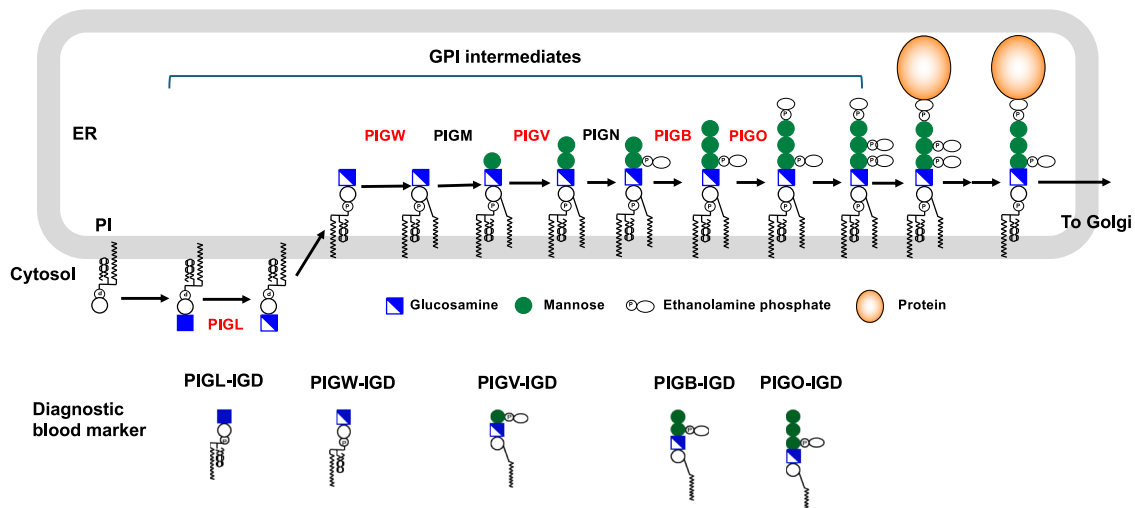 GPI intermediates
ER
PIGW PIGM PIGV PIGN PIGB PIGO
PI
To Golgi
Cytosol
PIGL
Glucosamine Mannose P Ethanolamine phosphate Protein
PIGL-IGD PIGW-IGD PIGV-IGD PIGB-IGD PIGO-IGD
Diagnostic
blood marker